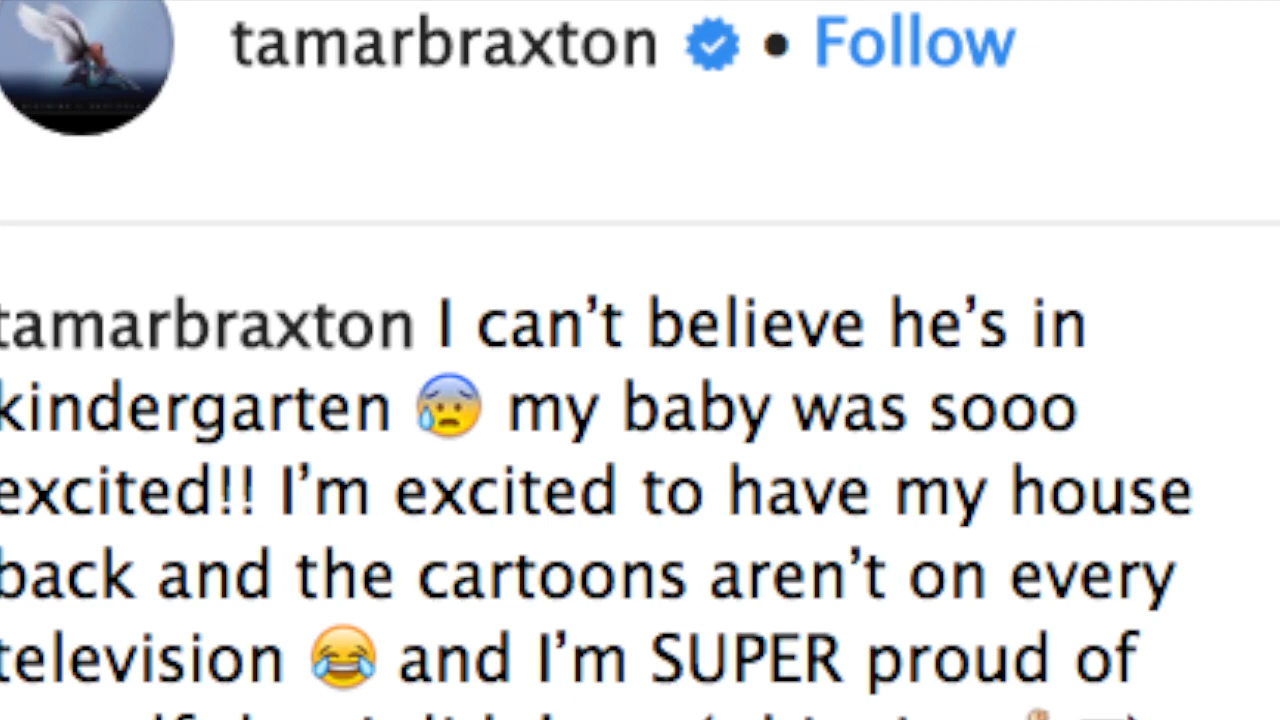 tamarbraxton • Follow
tamarbraxton I can’t believe he’s in
kindergarten 😰 my baby was sooo
excited!! I’m excited to have my house
back and the cartoons aren’t on every
television 😂 and I’m SUPER proud of